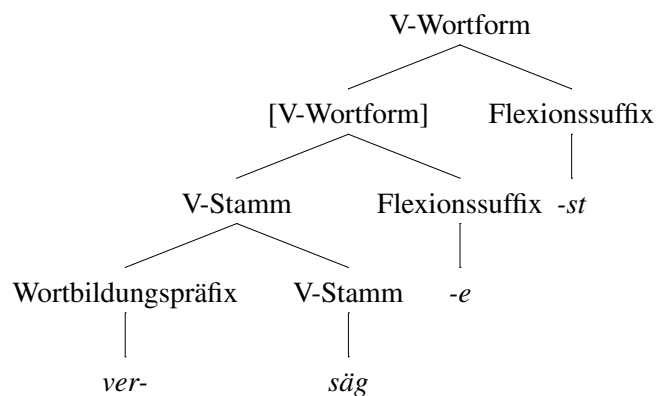 V-Wortform
[V-Wortform] Flexionssuffix
V-Stamm Flexionssuffix -st
Wortbildungspräfix V-Stamm -e
ver- säg